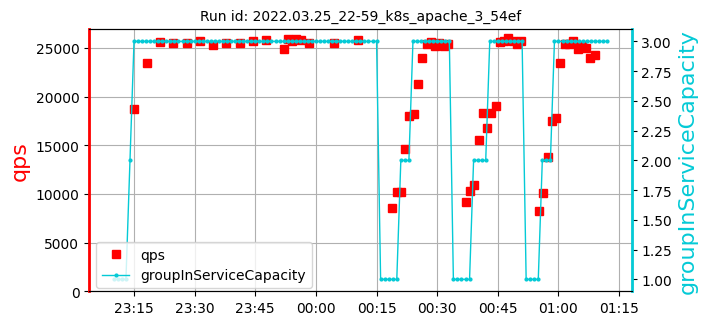 Run id: 2022.03.25_22-59_k8s_apache_3_54ef
25000
20000
15000
10000
5000
0
qps
3.00
2.75
2.50
2.25
2.00
1.75
1.50
1.25
1.00
groupInServiceCapacity
qps
groupInServiceCapacity
23:15 23:30 23:45 00:00 00:15 00:30 00:45 01:00 01:15